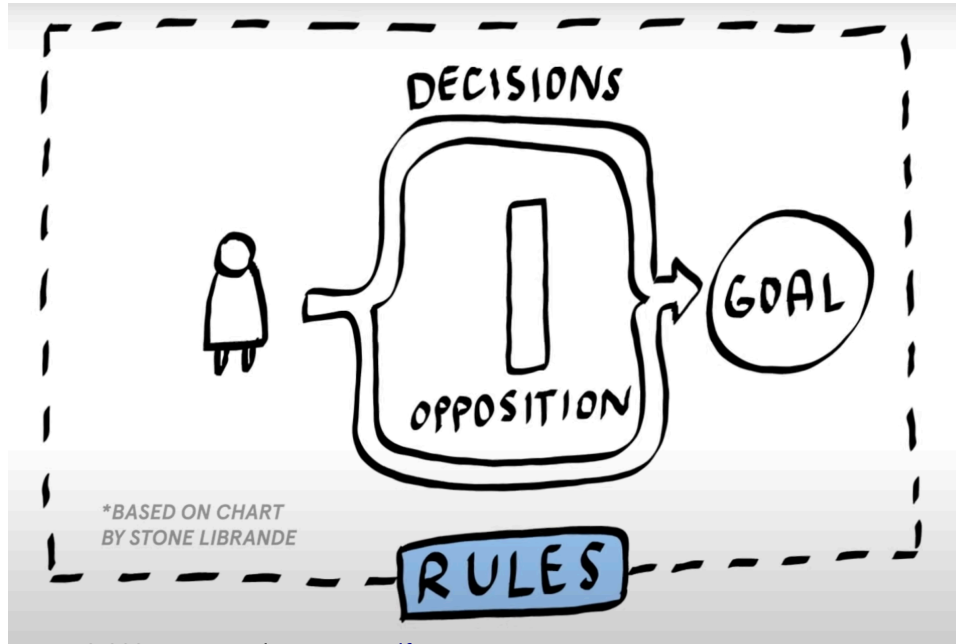 DECISIONS
GOAL
OPPOSITION
*BASED ON CHART
BY STONE LIBRANDE
RULES